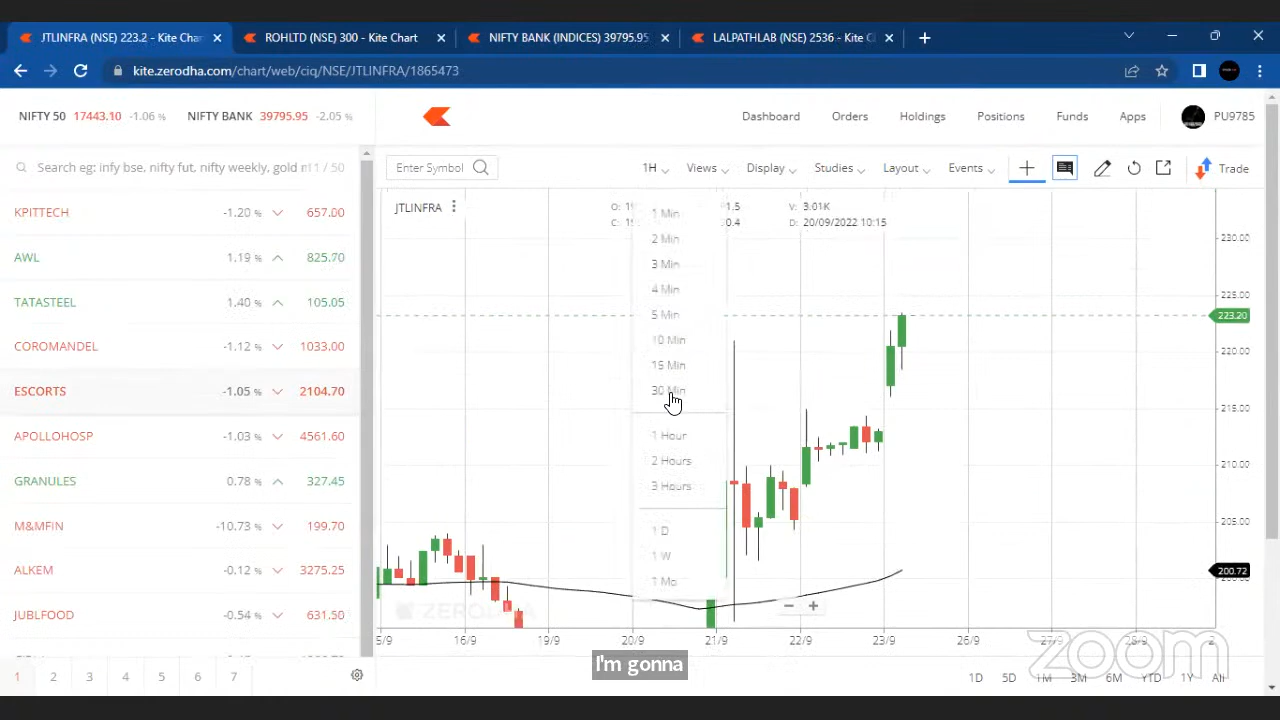 JTLINFRA (NSE) 223.2 - Kite Cha
ROHLTD (NSE) 300 - Kite Chart
NIFTY BANK (INDICES) 39795.95
LALPATHLAB (NSE) 2536 - Kite C
kite.zerodha.com/chart/web/ciq/NSE/JTLINFRA/1865473
NIFTY 50 17443.10 -1.06 % NIFTY BANK 39795.95 -2.05 %
Dashboard Orders Holdings Positions Funds Apps PU9785
Search eg: infy bse, nifty fut, nifty weekly, gold m 11 / 50
Enter Symbol 1H Views Display Studies Layout Events Trade
KPITTECH -1.20 % 657.00
AWL 1.19 % 825.70
TATASTEEL 1.40 % 105.05
COROMANDEL -1.12 % 1033.00
ESCORTS -1.05 % 2104.70
APOLLOHOSP -1.03 % 4561.60
GRANULES 0.78 % 327.45
M&MFIN -10.73 % 199.70
ALKEM -0.12 % 3275.25
JUBLFOOD -0.54 % 631.50
1 2 3 4 5 6 7
JTLINFRA
V: 3.01K
D: 20/09/2022 10:15
1 Min
2 Min
3 Min
4 Min
5 Min
10 Min
15 Min
30 Min
1 Hour
2 Hours
3 Hours
1 D
1 W
1 Mo
230.00
225.00
223.20
220.00
215.00
210.00
205.00
200.72
ZERODHA
5/9 16/9 19/9 20/9 21/9 22/9 23/9 26/9 27/9
zoom
I'm gonna
1D 5D 1M 3M 6M YTD 1Y All